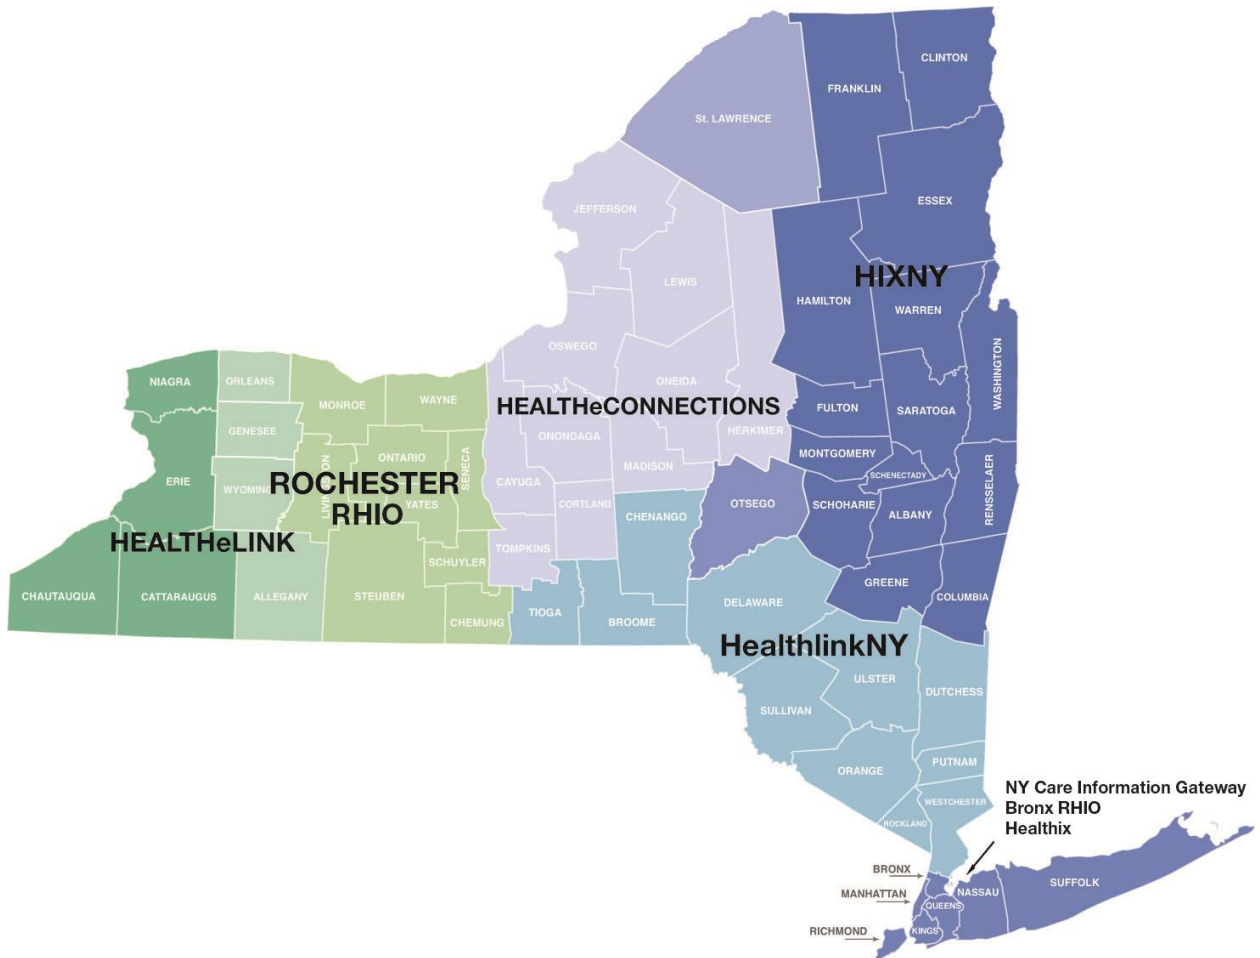 CLINTON
FRANKLIN
St. LAWRENCE
ESSEX
JEFFERSON
LEWIS
HIXNY
HAMILTON
WARREN
OSWEGO
WASHINGTON
NIAGRA
ORLEANS
ONEIDA
MONROE
WAYNE
HEALTHeCONNECTIONS
FULTON
SARATOGA
GENESEE
ONONDAGA
HERKIMER
MONTGOMERY
ONTARIO
MADISON
SENECA
SCHENECTADY
RENSSELAER
ERIE
WYOMING
LIVINGSTON
ROCHESTER
RHIO
YATES
CAYUGA
CORTLAND
CHENANGO
OTSEGO
SCHOHARIE
ALBANY
HEALTHeLINK
TOMPKINS
SCHUYLER
GREENE
CHAUTAUQUA
CATTARAUGUS
ALLEGANY
STEUBEN
CHEMUNG
TIOGA
BROOME
DELAWARE
COLUMBIA
HealthlinkNY
ULSTER
DUTCHESS
SULLIVAN
ORANGE
PUTNAM
WESTCHESTER
ROCKLAND
NY Care Information Gateway
Bronx RHIO
Healthix
BRONX
MANHATTAN
RICHMOND
QUEENS
KINGS
NASSAU
SUFFOLK